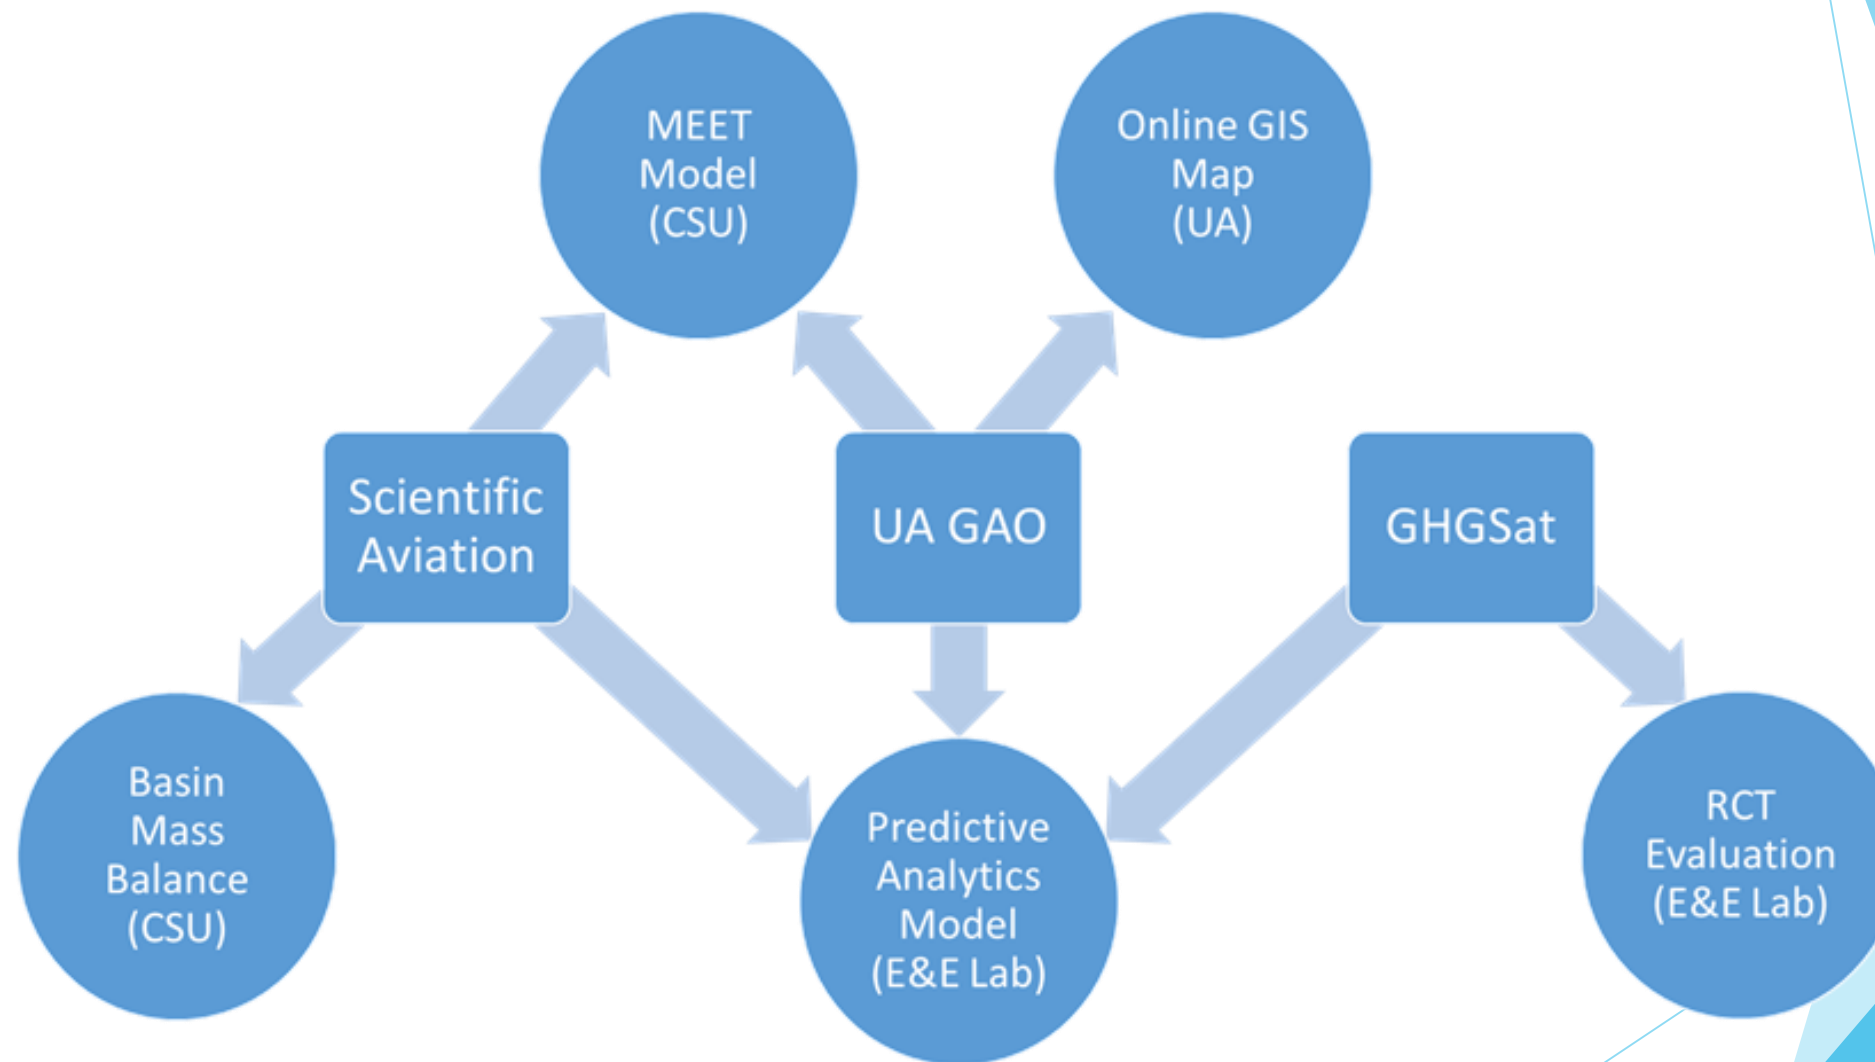 MEET
Model
(CSU)
Online GIS
Map
(UA)
Scientific
Aviation
UA GAO
GHGSat
Basin
Mass
Balance
(CSU)
Predictive
Analytics
Model
(E&E Lab)
RCT
Evaluation
(E&E Lab)